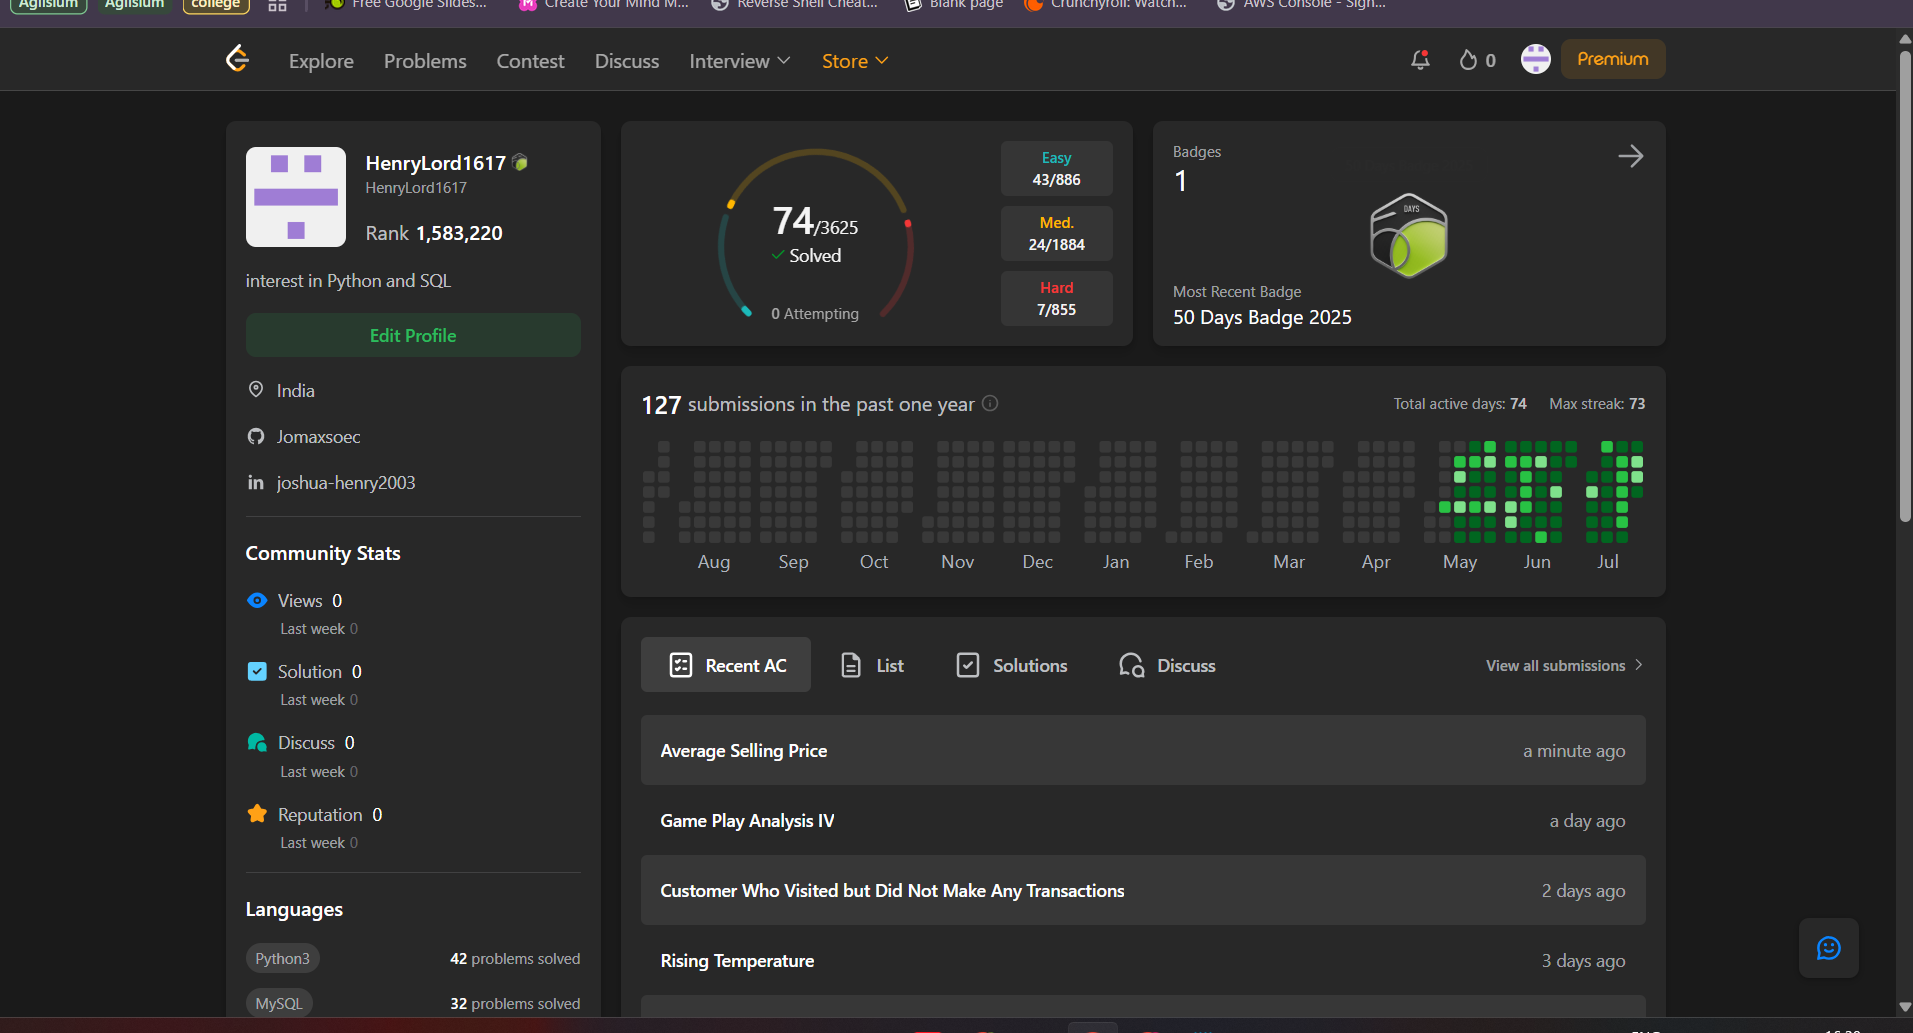 Agilisium
Agilisium
college
Free Google Slides...
Create Your Mind M...
Reverse Shell Cheat...
Blank page
Crunchyroll: Watch...
AWS Console - Sign...
Explore
Problems
Contest
Discuss
Interview
Store
0
Premium
HenryLord1617
HenryLord1617
Rank 1,583,220
interest in Python and SQL
Edit Profile
India
Jomaxsoec
joshua-henry2003
Community Stats
Views 0
Last week 0
Solution 0
Last week 0
Discuss 0
Last week 0
Reputation 0
Last week 0
Languages
Python3
42 problems solved
MySQL
32 problems solved
74/3625
Solved
0 Attempting
Easy
43/886
Med.
24/1884
Hard
7/855
Badges
1
DAYS
Most Recent Badge
50 Days Badge 2025
127 submissions in the past one year
Total active days: 74
Max streak: 73
Aug
Sep
Oct
Nov
Dec
Jan
Feb
Mar
Apr
May
Jun
Jul
Recent AC
List
Solutions
Discuss
View all submissions
Average Selling Price
a minute ago
Game Play Analysis IV
a day ago
Customer Who Visited but Did Not Make Any Transactions
2 days ago
Rising Temperature
3 days ago